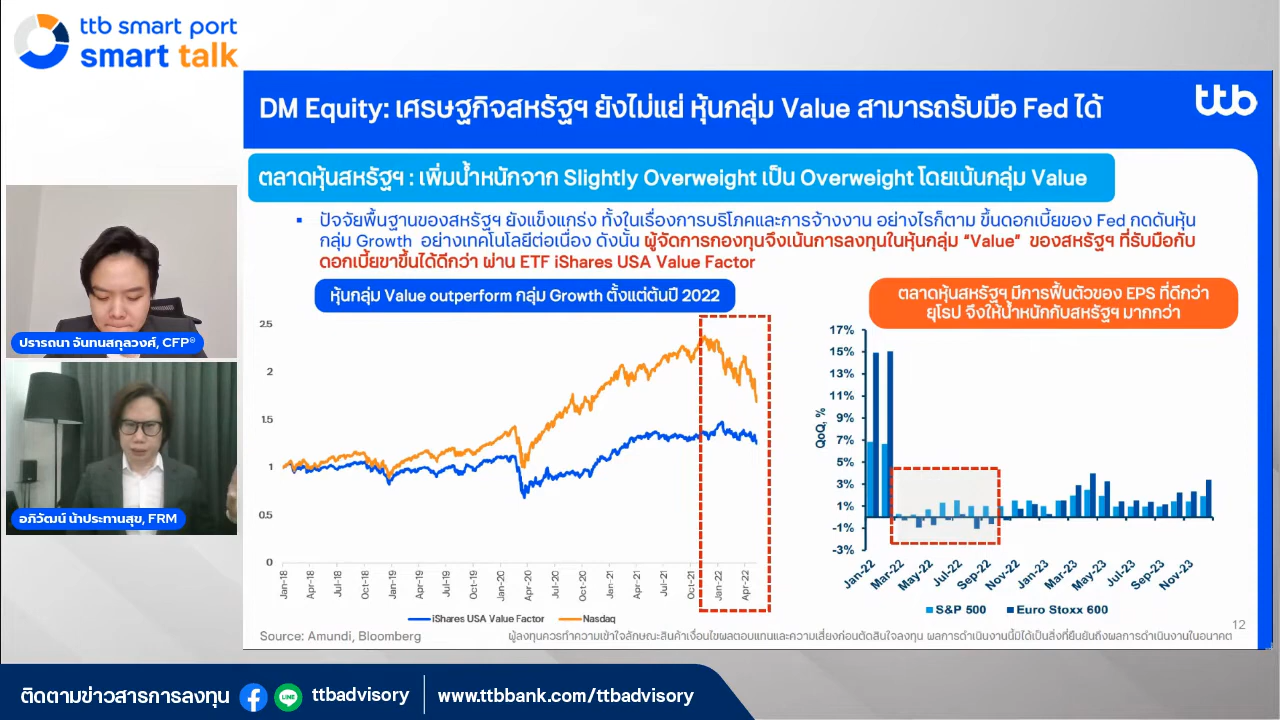 ttb smart port
smart talk
DM Equity: เศรษฐกิจสหรัฐฯ ยังไม่แย่ หุ้นกลุ่ม Value สามารถรับมือ Fed ได้
ttb
ตลาดหุ้นสหรัฐฯ : เพิ่มน้ำหนักจาก Slightly Overweight เป็น Overweight โดยเน้นกลุ่ม Value
▪ ปัจจัยพื้นฐานของสหรัฐฯ ยังแข็งแกร่ง ทั้งในเรื่องการบริโภคและการจ้างงาน อย่างไรก็ตาม ขึ้นดอกเบี้ยของ Fed กดดันหุ้น
กลุ่ม Growth อย่างเทคโนโลยีต่อเนื่อง ดังนั้น ผู้จัดการกองทุนจึงเน้นการลงทุนในหุ้นกลุ่ม “Value” ของสหรัฐฯ ที่รับมือกับ
ดอกเบี้ยขาขึ้นได้ดีกว่า ผ่าน ETF iShares USA Value Factor
หุ้นกลุ่ม Value outperform กลุ่ม Growth ตั้งแต่ต้นปี 2022
2.5
2
1.5
1
0.5
0
Jan-18 Apr-18 Jul-18 Oct-18 Jan-19 Apr-19 Jul-19 Oct-19 Jan-20 Apr-20 Jul-20 Oct-20 Jan-21 Apr-21 Jul-21 Oct-21 Jan-22 Apr-22
iShares USA Value Factor Nasdaq
ตลาดหุ้นสหรัฐฯ มีการฟื้นตัวของ EPS ที่ดีกว่า
ยุโรป จึงให้น้ำหนักกับสหรัฐฯ มากกว่า
QoQ, %
17%
15%
13%
11%
9%
7%
5%
3%
1%
-1%
-3%
Jan-22 Mar-22 May-22 Jul-22 Sep-22 Nov-22 Jan-23 Mar-23 May-23 Jul-23 Sep-23 Nov-23
S&P 500 Euro Stoxx 600
Source: Amundi, Bloomberg
ผู้ลงทุนควรทำความเข้าใจลักษณะสินค้าเงื่อนไขผลตอบแทนและความเสี่ยงก่อนตัดสินใจลงทุน ผลการดำเนินงานนี้มิได้เป็นสิ่งที่ยืนยันถึงผลการดำเนินงานในอนาคต
12
ปรารถนา จันทนสกุลวงศ์, CFP®
อภิวัฒน์ น้าประทานสุข, FRM
ติดตามข่าวสารการลงทุน ttbadvisory www.ttbbank.com/ttbadvisory